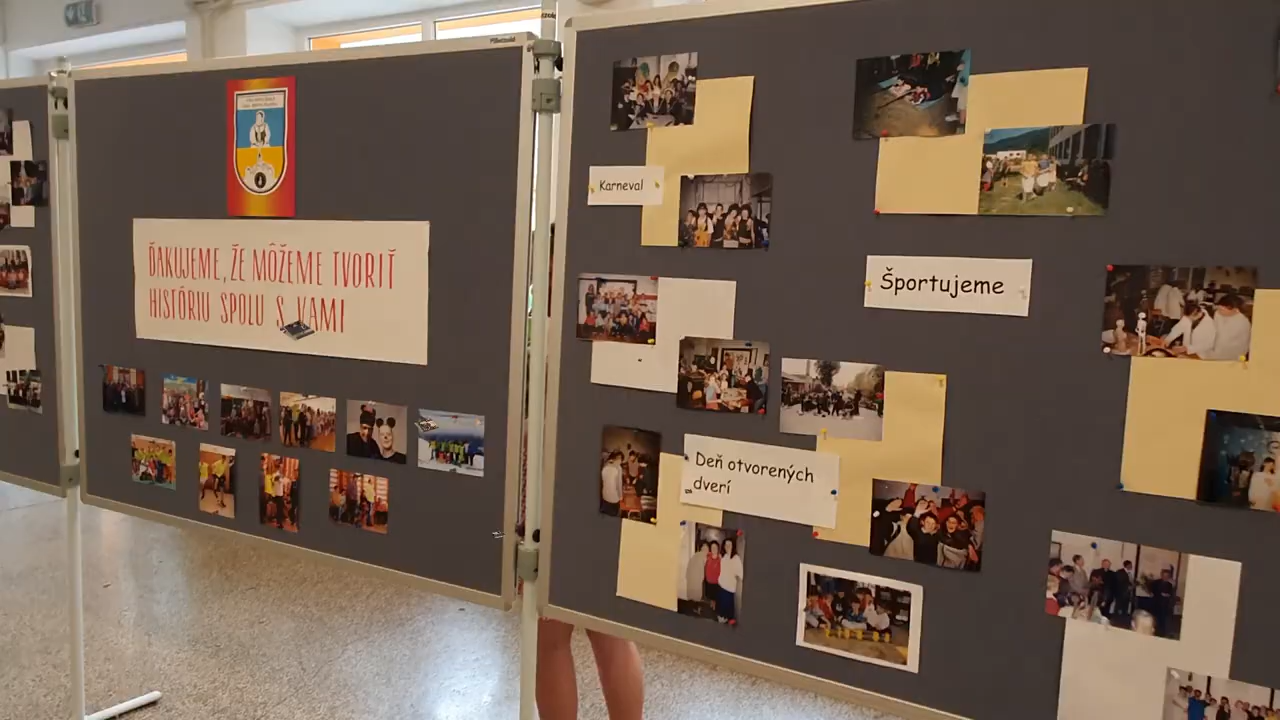 ĎAKUJEME, ŽE MÔŽEME TVORIŤ
HISTÓRIU SPOLU S VAMI
Karneval
Športujeme
Deň otvorených
dverí